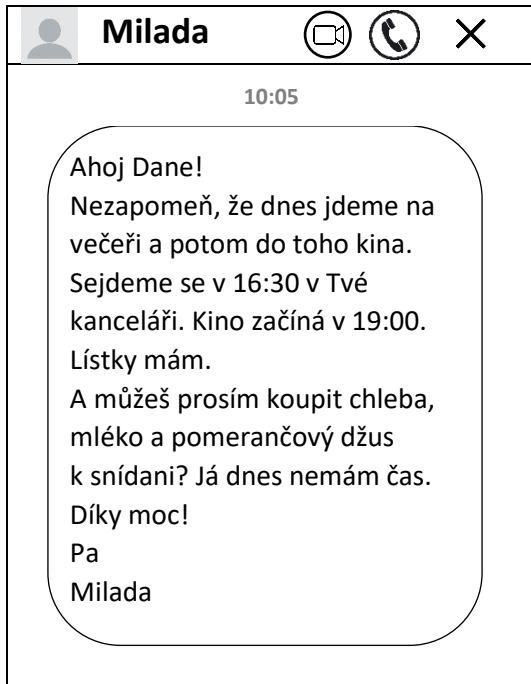 Milada
10:05
Ahoj Dane!
Nezapomeň, že dnes jdeme na
večeři a potom do toho kina.
Sejdeme se v 16:30 v Tvé
kanceláři. Kino začíná v 19:00.
Lístky mám.
A můžeš prosím koupit chleba,
mléko a pomerančový džus
k snídani? Já dnes nemám čas.
Díky moc!
Pa
Milada